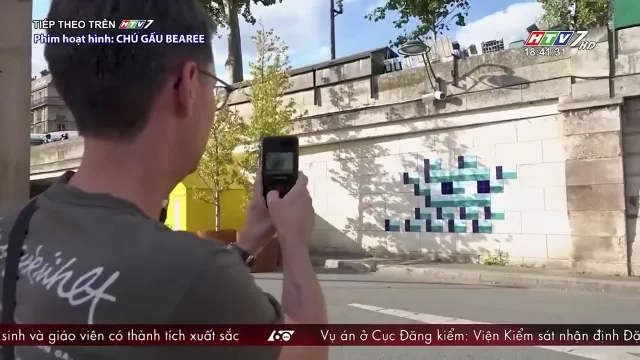 TIẾP THEO TRÊN HTV7
Phim hoạt hình: CHÚ GẤU BEAREE
HTV7 HD
18:41:31
sinh và giáo viên có thành tích xuất sắc
Vụ án ở Cục Đăng kiểm: Viện Kiểm sát nhận định Đặ